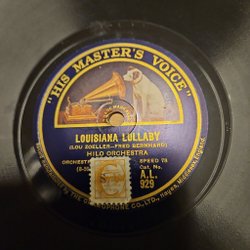 "HIS MASTER'S VOICE"
LOUISIANA LULLABY
(LOU ZOELLER—FRED BERNHARD)
HILO ORCHESTRA
ORCHESTRA
SPEED 78
Cat. No.
A.L.
929
THE GRAMOPHONE CO., LTD., Hayes, Middlesex